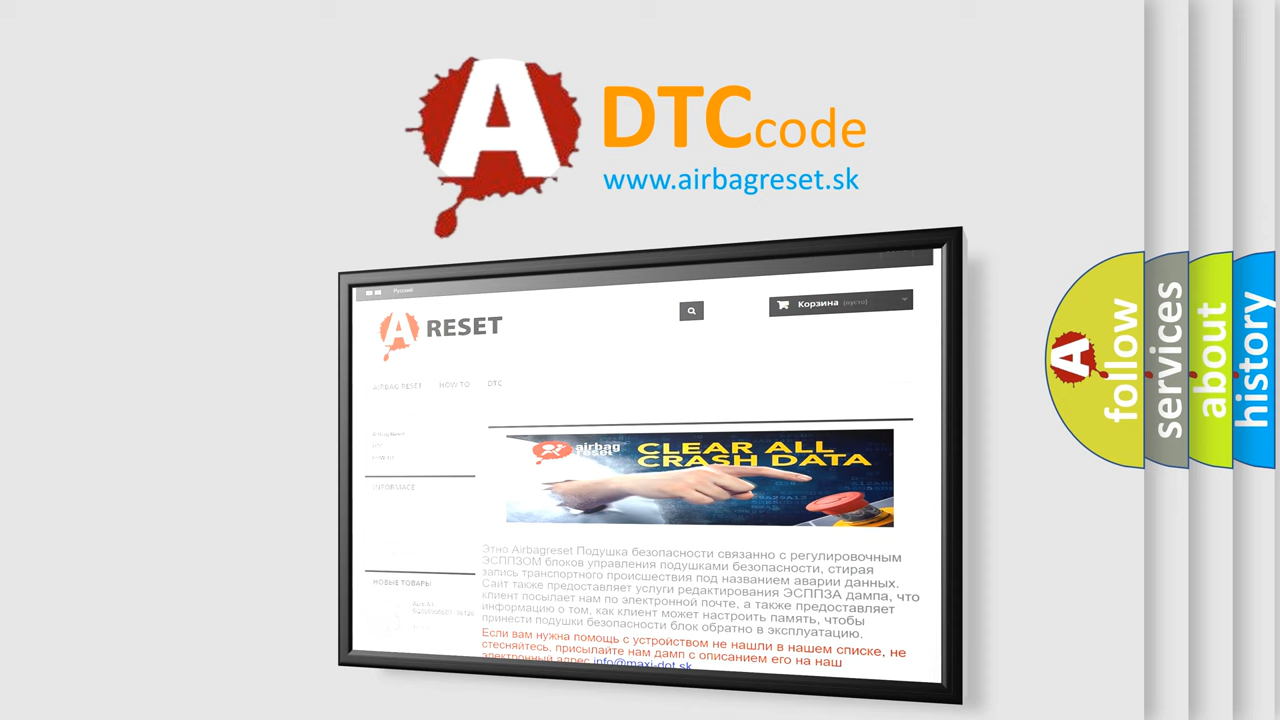 A
DTC code
www.airbagreset.sk
Русский
A RESET
Корзина (пусто)
AIRBAG RESET HOW TO DTC
INFORMACE
НОВЫЕ ТОВАРЫ
airbag
reset
CLEAR ALL
CRASH DATA
Этно Airbagreset Подушка безопасности связанно с регулировочным
ЭСППЗОМ блоков управления подушками безопасности, стирая
запись транспортного происшествия под названием аварии данных.
Сайт также предоставляет услуги редактирования ЭСППЗА дампа, что
клиент посылает нам по электронной почте, а также предоставляет
информацию о том, как клиент может настроить память, чтобы
принести подушки безопасности блок обратно в эксплуатацию.
Если вам нужна помощь с устройством не нашли в нашем списке, не
стесняйтесь, присылайте нам дамп с описанием его на наш
электронный адрес info@maxi-dot.sk
A
follow
services
about
history